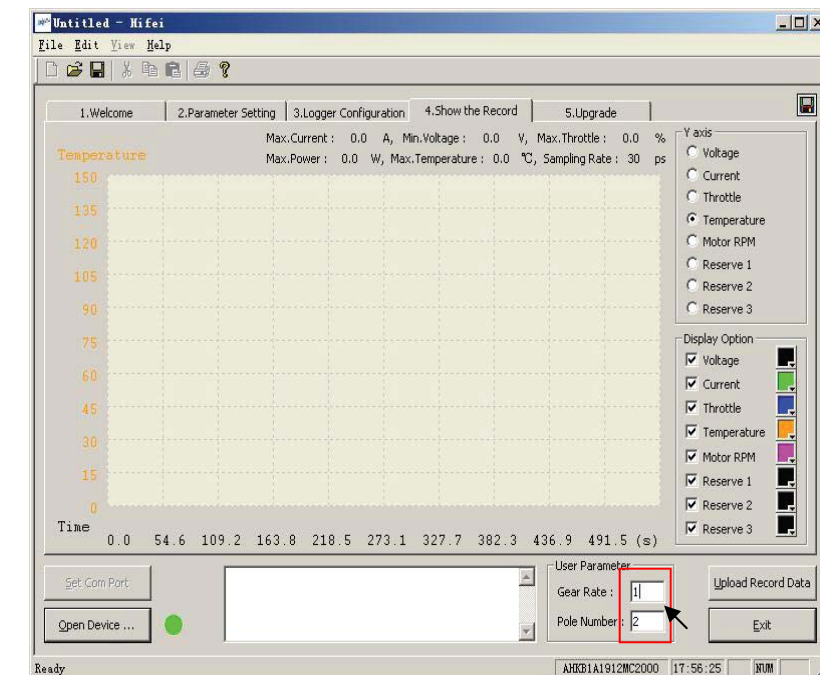 Untitled - Hifei
File Edit View Help
1.Welcome 2.Parameter Setting 3.Logger Configuration 4.Show the Record 5.Upgrade
Max.Current : 0.0 A, Min.Voltage : 0.0 V, Max.Throttle : 0.0 %
Max.Power : 0.0 W, Max.Temperature : 0.0 ℃, Sampling Rate : 30 ps
Temperature
150
135
120
105
90
75
60
45
30
15
0
Time
0.0 54.6 109.2 163.8 218.5 273.1 327.7 382.3 436.9 491.5 (s)
Y axis
Voltage
Current
Throttle
Temperature
Motor RPM
Reserve 1
Reserve 2
Reserve 3
Display Option
Voltage
Current
Throttle
Temperature
Motor RPM
Reserve 1
Reserve 2
Reserve 3
Set Com Port
Open Device ...
User Parameter
Gear Rate : 1
Pole Number : 2
Upload Record Data
Exit
Ready AHKB1A1912MC2000 17:56:25 NUM